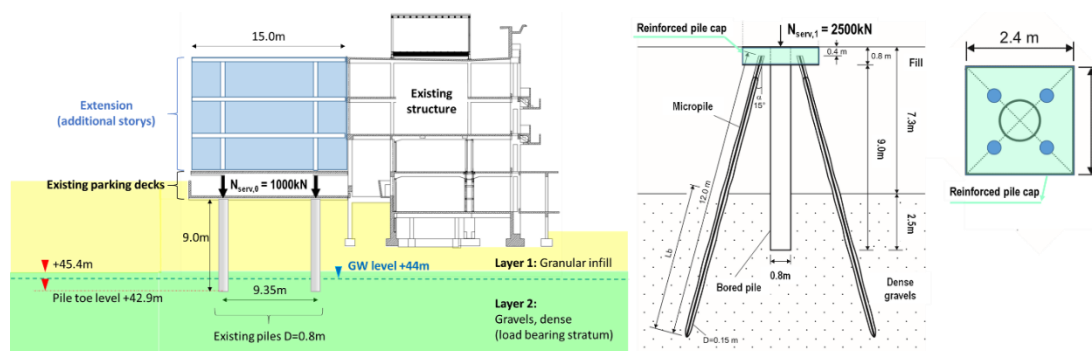 15.0m
Extension
(additional storys)
Existing
structure
Existing parking decks
N_serv,0 = 1000kN
9.0m
+45.4m
GW level +44m
Layer 1: Granular infill
Pile toe level +42.9m
9.35m
Layer 2:
Gravels, dense
(load bearing stratum)
Existing piles D=0.8m
N_serv,1 = 2500kN
Reinforced pile cap
0.4 m
0.8m
Fill
α
15°
Micropile
7.3m
9.0m
12.0 m
Lb
2.5m
Bored pile
0.8m
Dense
gravels
D=0.15 m
2.4 m
Reinforced pile cap